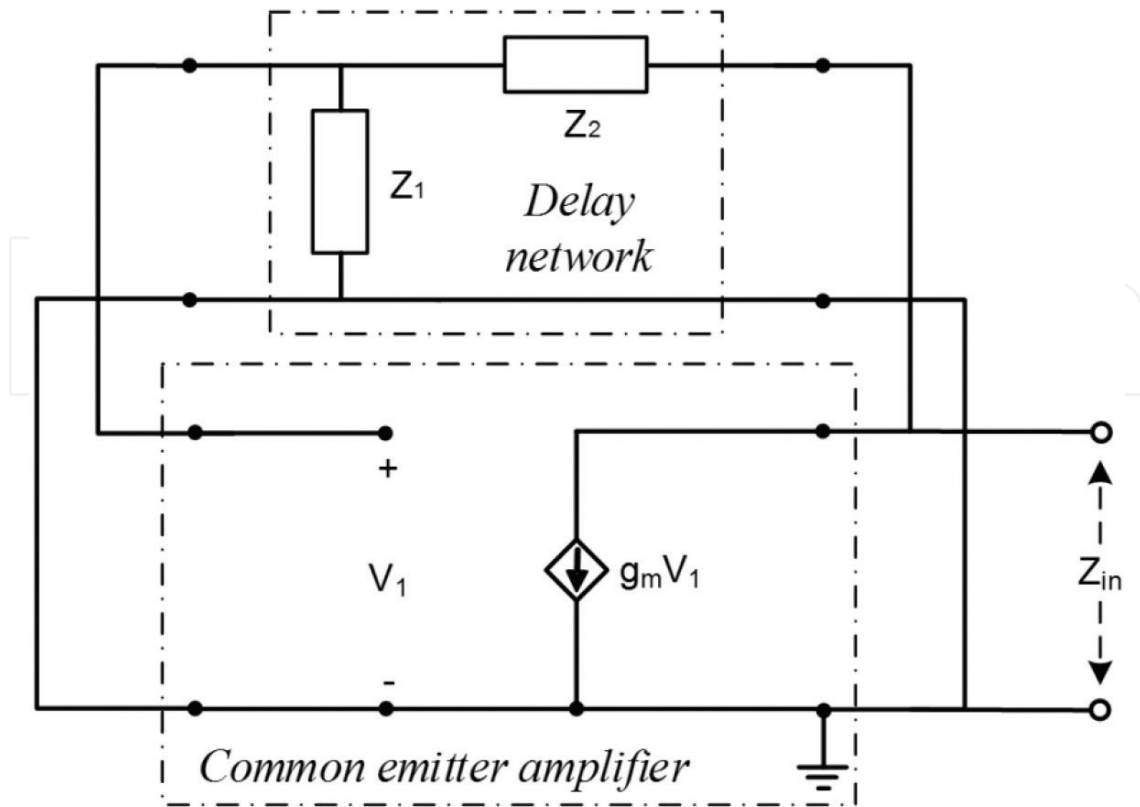 Z₂
Z₁
Delay
network
+
V₁
gₘV₁
Zᵢₙ
-
Common emitter amplifier